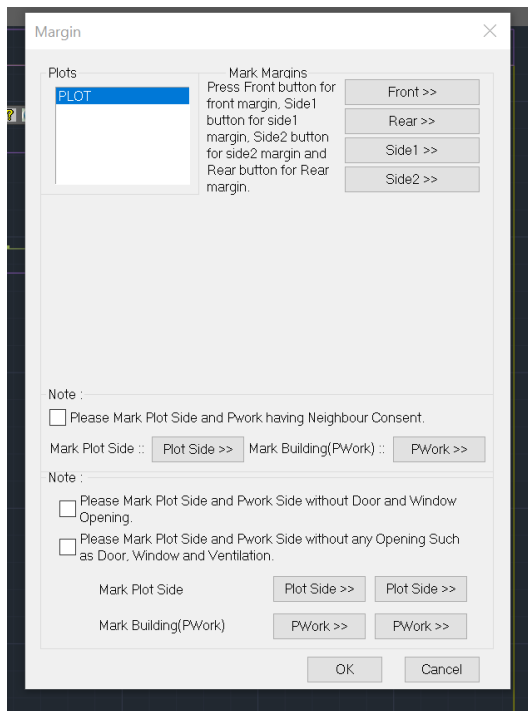 Margin
Plots
PLOT
Mark Margins
Press Front button for
front margin, Side1
button for side1
margin, Side2 button
for side2 margin and
Rear button for Rear
margin.
Front >>
Rear >>
Side1 >>
Side2 >>
Note :
Please Mark Plot Side and Pwork having Neighbour Consent.
Mark Plot Side :: Plot Side >> Mark Building(PWork) :: PWork >>
Note :
Please Mark Plot Side and Pwork Side without Door and Window
Opening.
Please Mark Plot Side and Pwork Side without any Opening Such
as Door, Window and Ventilation.
Mark Plot Side Plot Side >> Plot Side >>
Mark Building(PWork) PWork >> PWork >>
OK Cancel